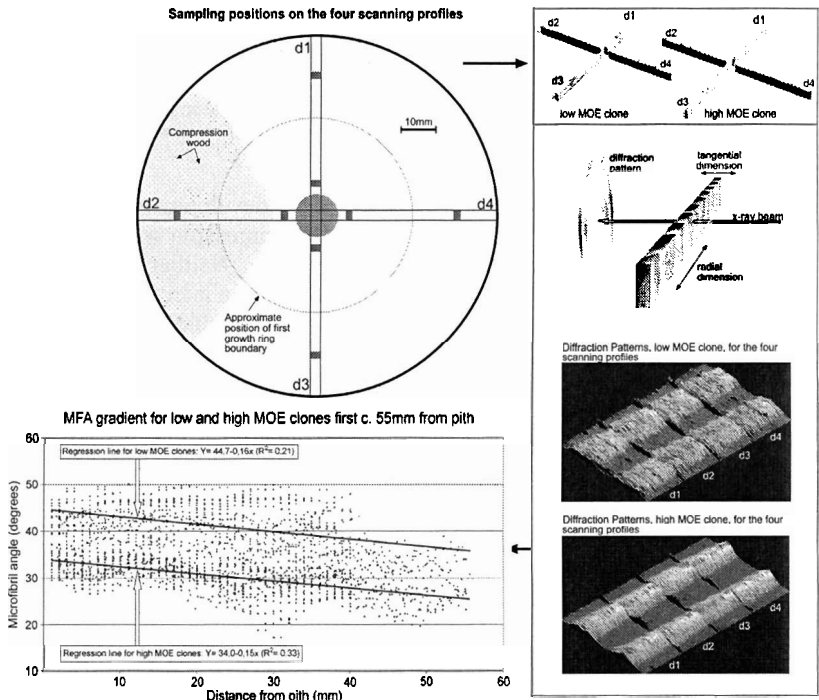 Sampling positions on the four scanning profiles
d1
Compression
wood
10mm
d2
d4
Approximate
position of first
growth ring
boundary
d3
d2
d1
d3
d4
low MOE clone
d2
d1
d3
d4
high MOE clone
diffraction
pattern
tangential
dimension
x-ray beam
radial
dimension
Diffraction Patterns, low MOE clone, for the four
scanning profiles
d1
d2
d3
d4
Diffraction Patterns, high MOE clone, for the four
scanning profiles
d1
d2
d3
d4
MFA gradient for low and high MOE clones first c. 55mm from pith
Microfibril angle (degrees)
60
50
40
30
20
10
Regression line for low MOE clones: Y= 44,7-0,16x (R²= 0.21)
Regression line for high MOE clones: Y= 34,0-0,15x (R²= 0.33)
10
20
30
40
50
60
Distance from pith (mm)